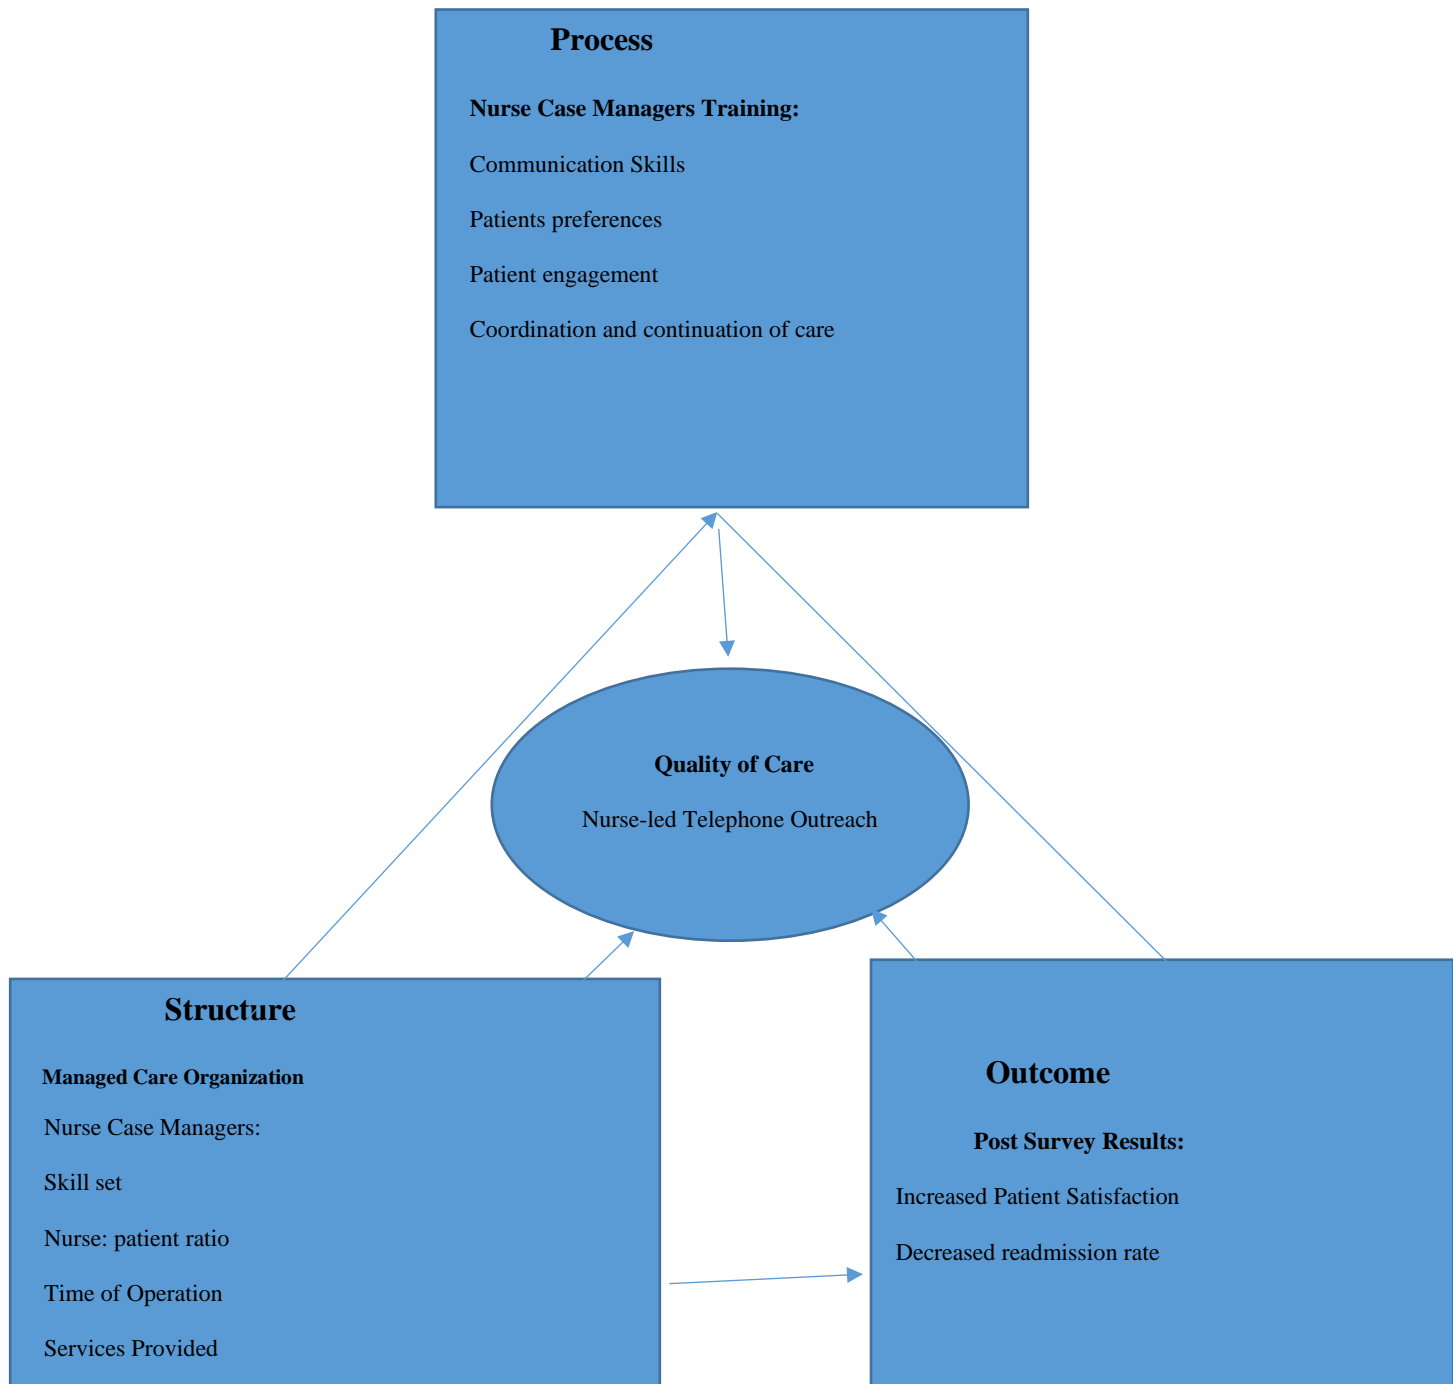 Process
Nurse Case Managers Training:
Communication Skills
Patients preferences
Patient engagement
Coordination and continuation of care
Quality of Care
Nurse-led Telephone Outreach
Structure
Managed Care Organization
Nurse Case Managers:
Skill set
Nurse: patient ratio
Time of Operation
Services Provided
Outcome
Post Survey Results:
Increased Patient Satisfaction
Decreased readmission rate